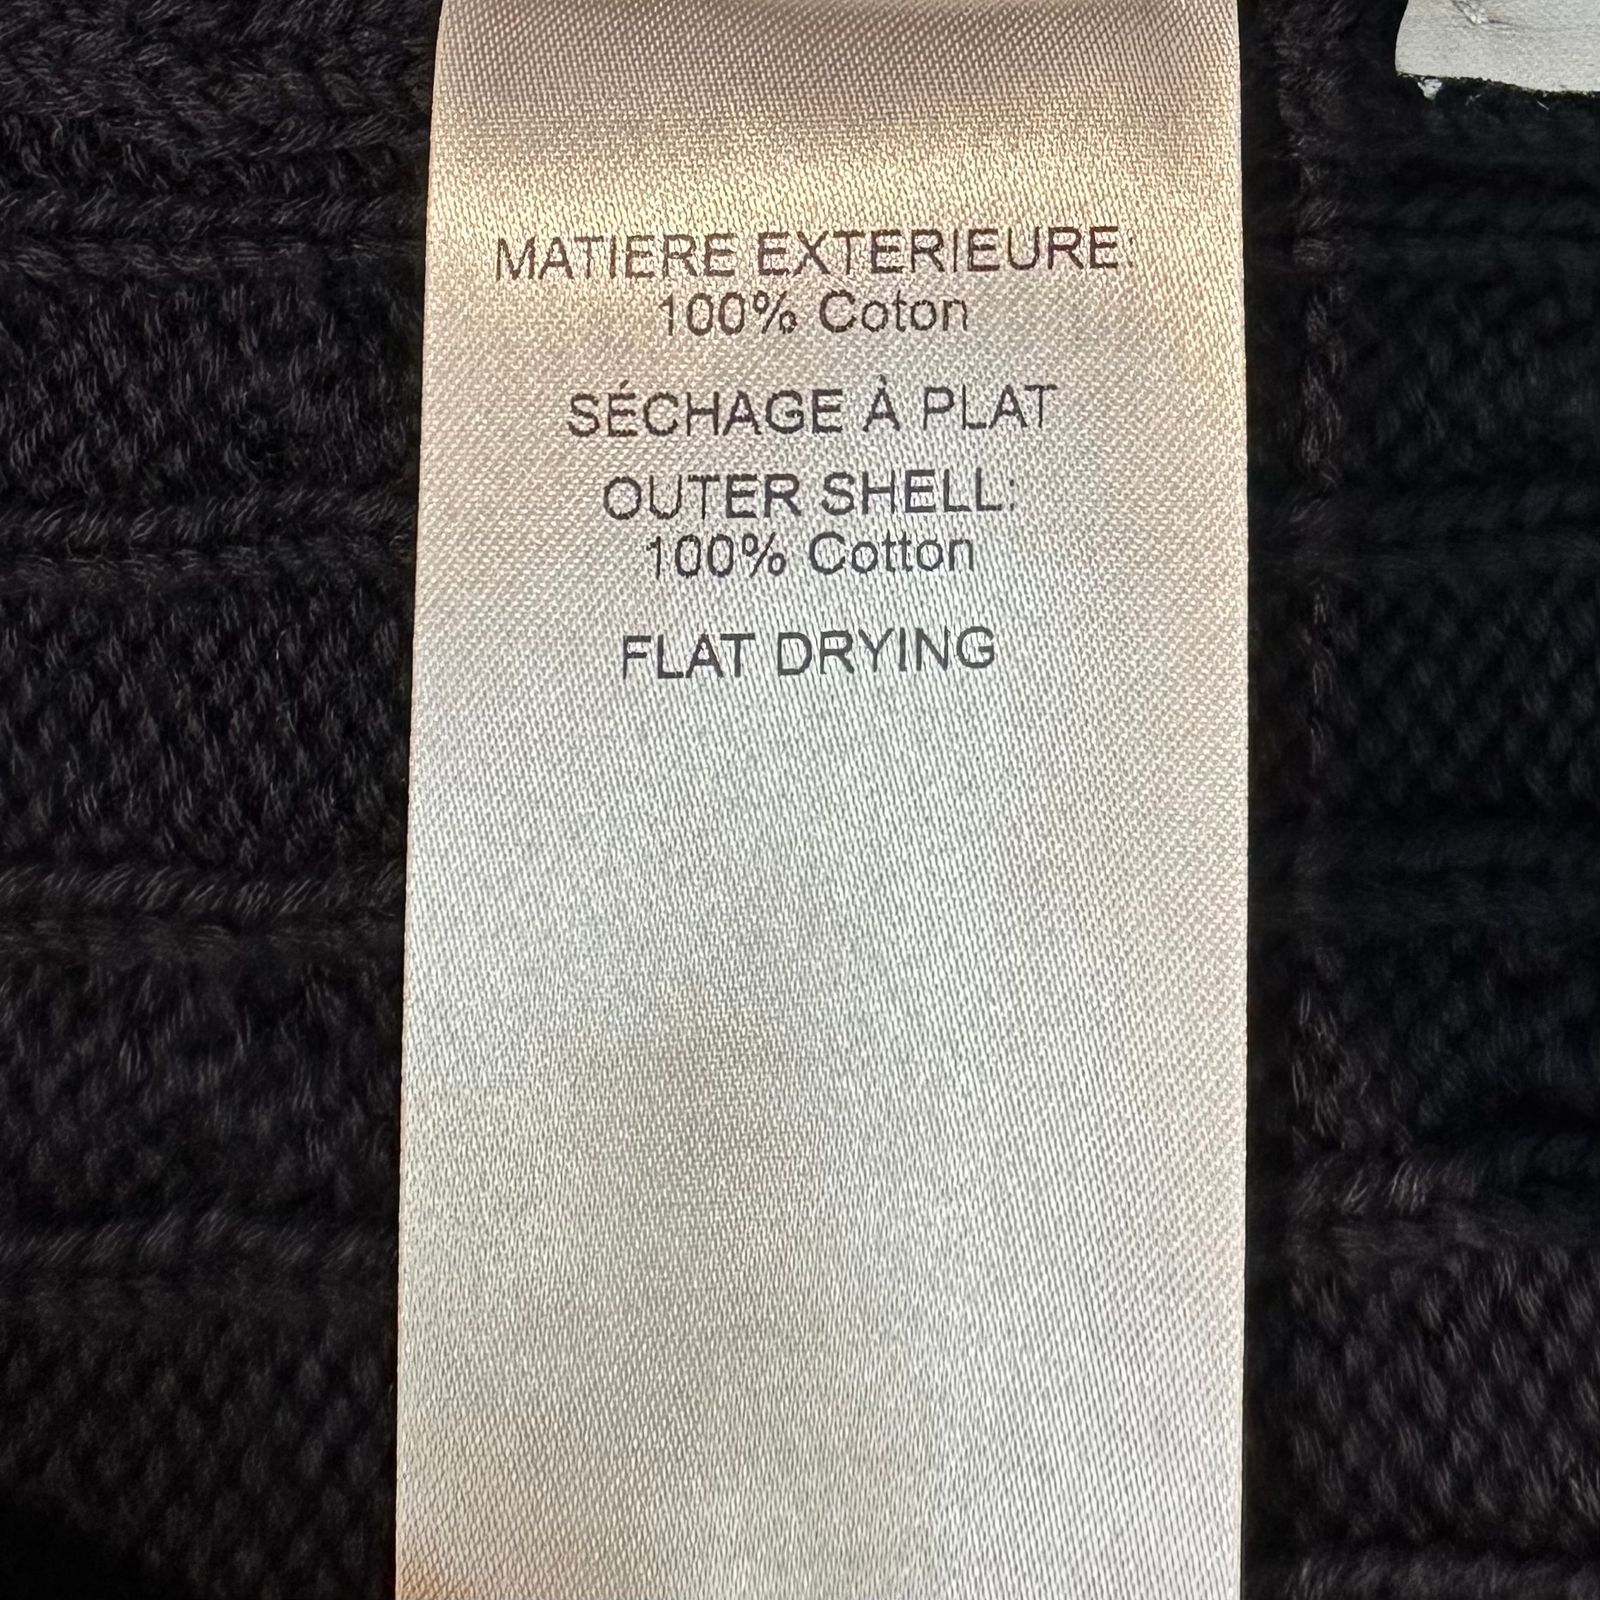 MATIERE EXTERIEURE:
100% Coton
SÉCHAGE À PLAT
OUTER SHELL:
100% Cotton
FLAT DRYING